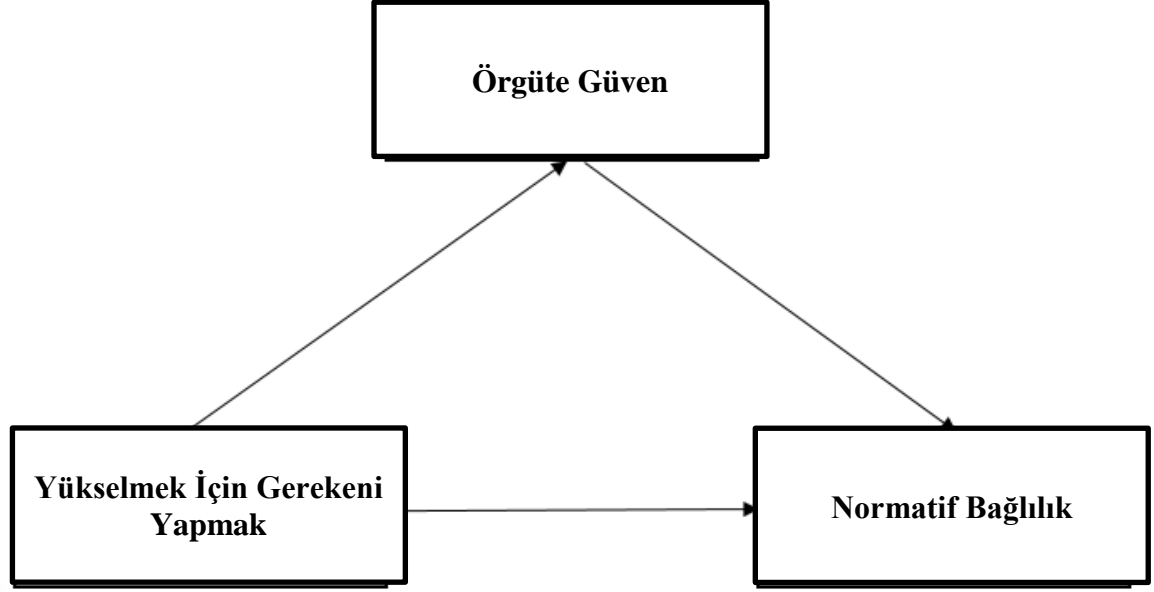 Örgüte Güven
Yükselmek İçin Gerekeni
Yapmak
Normatif Bağlılık